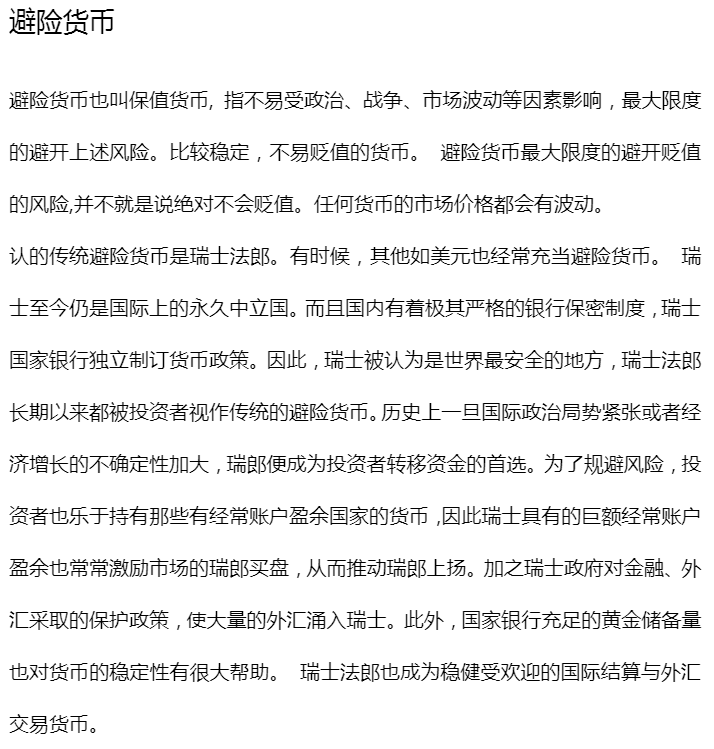 避险货币
避险货币也叫保值货币, 指不易受政治、战争、市场波动等因素影响，最大限度
的避开上述风险。比较稳定，不易贬值的货币。 避险货币最大限度的避开贬值
的风险,并不就是说绝对不会贬值。任何货币的市场价格都会有波动。
认的传统避险货币是瑞士法郎。有时候，其他如美元也经常充当避险货币。 瑞
士至今仍是国际上的永久中立国。而且国内有着极其严格的银行保密制度，瑞士
国家银行独立制订货币政策。因此，瑞士被认为是世界最安全的地方，瑞士法郎
长期以来都被投资者视作传统的避险货币。历史上一旦国际政治局势紧张或者经
济增长的不确定性加大，瑞郎便成为投资者转移资金的首选。为了规避风险，投
资者也乐于持有那些有经常账户盈余国家的货币，因此瑞士具有的巨额经常账户
盈余也常常激励市场的瑞郎买盘，从而推动瑞郎上扬。加之瑞士政府对金融、外
汇采取的保护政策，使大量的外汇涌入瑞士。此外，国家银行充足的黄金储备量
也对货币的稳定性有很大帮助。 瑞士法郎也成为稳健受欢迎的国际结算与外汇
交易货币。